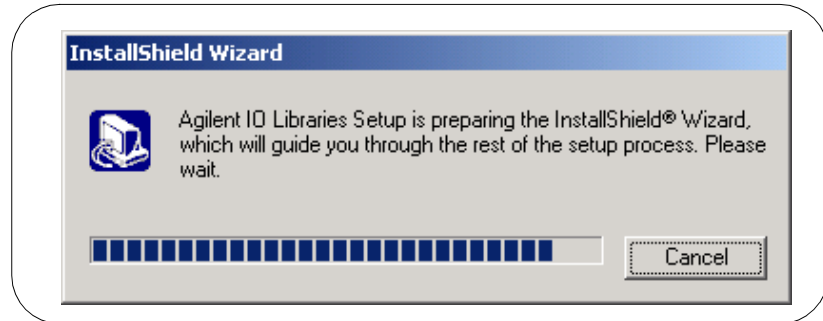 InstallShield Wizard
Agilent IO Libraries Setup is preparing the InstallShield® Wizard,
which will guide you through the rest of the setup process. Please
wait.
Cancel